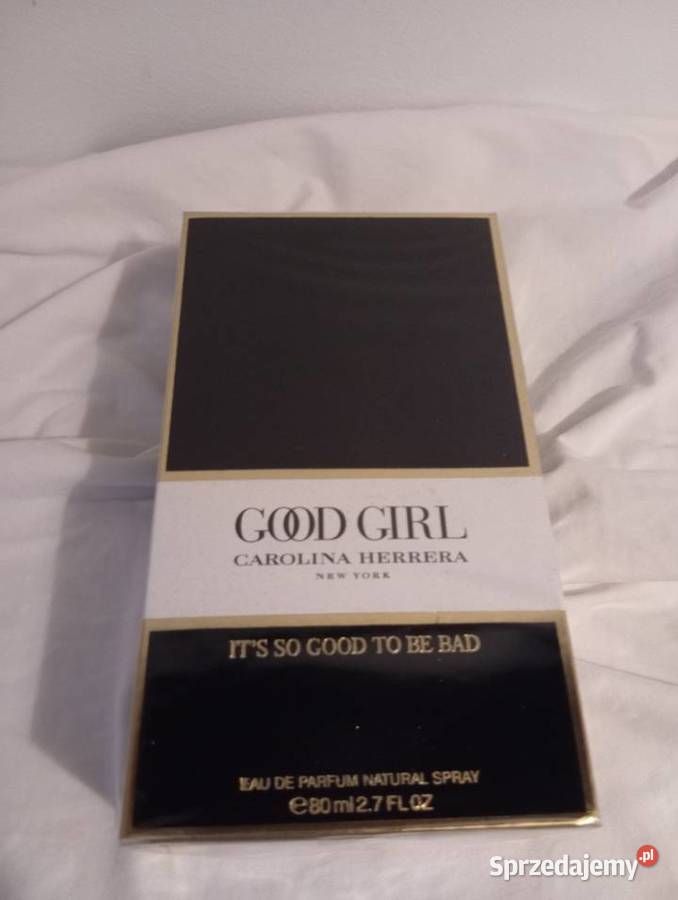 GOOD GIRL
CAROLINA HERRERA
NEW YORK
IT'S SO GOOD TO BE BAD
EAU DE PARFUM NATURAL SPRAY
℮80 ml 2.7 FL OZ
Sprzedajemy.pl